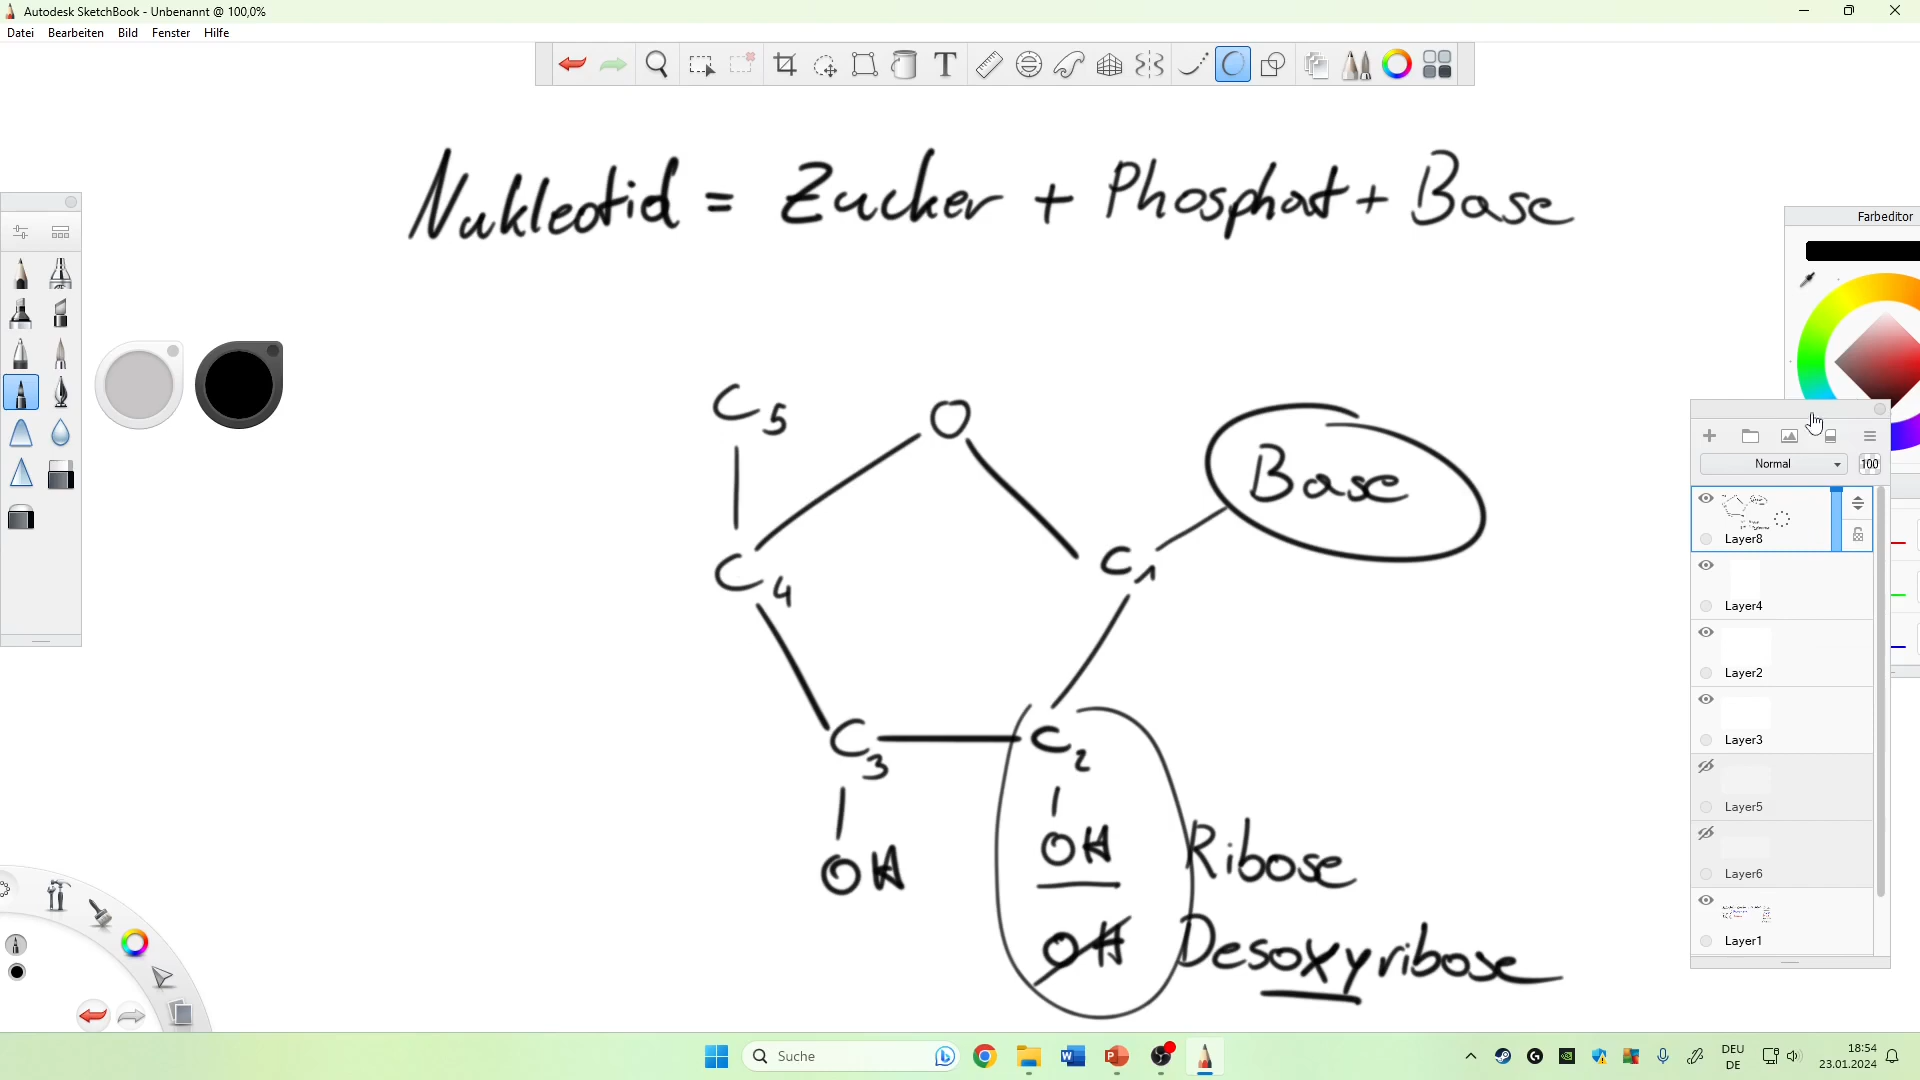 Autodesk SketchBook - Unbenannt @ 100,0%
Datei Bearbeiten Bild Fenster Hilfe
T
Nukleotid = Zucker + Phosphat + Base
Farbeditor
C5
O
Base
Normal
100
C4
C1
Layer8
Layer4
Layer2
C3
C2
Layer3
Layer5
OH
OH
Ribose
Layer6
OH
Desoxyribose
Layer1
Suche
DEU
DE
18:54
23.01.2024